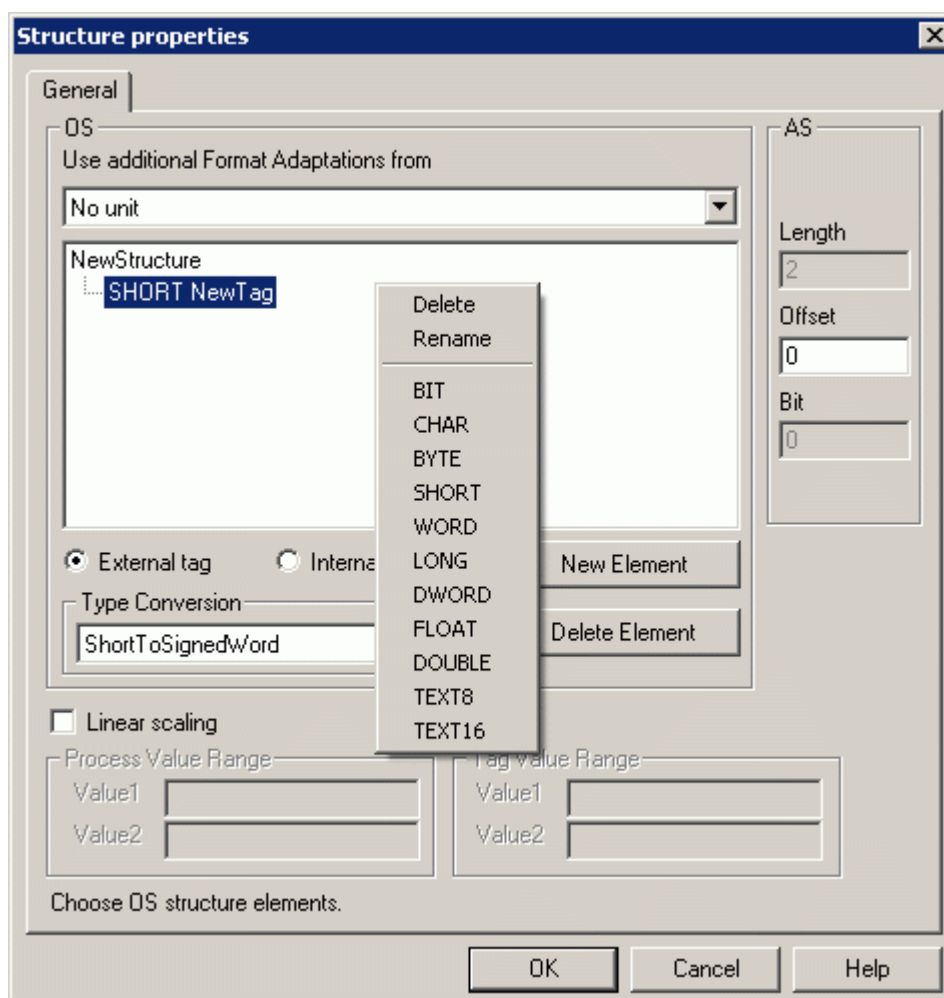 Structure properties
General
OS
Use additional Format Adaptations from
No unit
NewStructure
SHORT NewTag
Delete
Rename
BIT
CHAR
BYTE
SHORT
WORD
LONG
DWORD
FLOAT
DOUBLE
TEXT8
TEXT16
External tag
Interna
New Element
Type Conversion
ShortToSignedWord
Delete Element
AS
Length
2
Offset
0
Bit
0
Linear scaling
Process Value Range
Value1
Value2
Tag Value Range
Value1
Value2
Choose OS structure elements.
OK
Cancel
Help